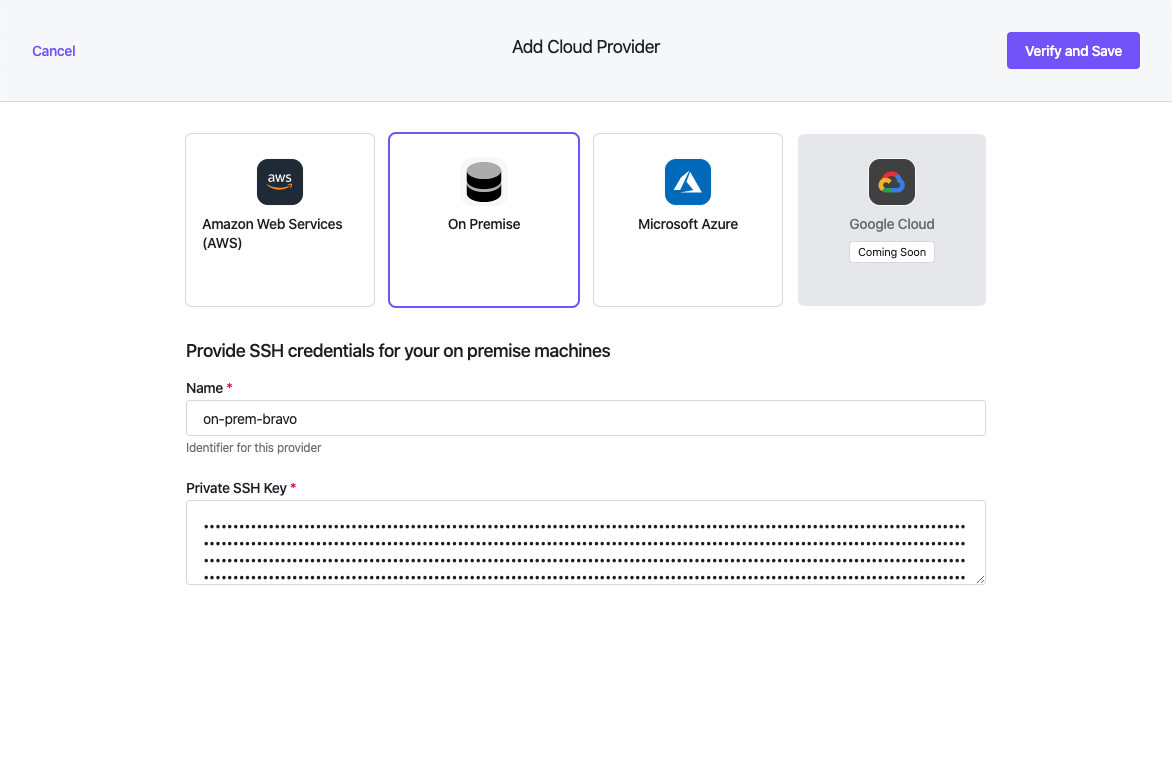 Cancel
Add Cloud Provider
Verify and Save
aws
Amazon Web Services
(AWS)
On Premise
Microsoft Azure
Google Cloud
Coming Soon
Provide SSH credentials for your on premise machines
Name *
on-prem-bravo
Identifier for this provider
Private SSH Key *